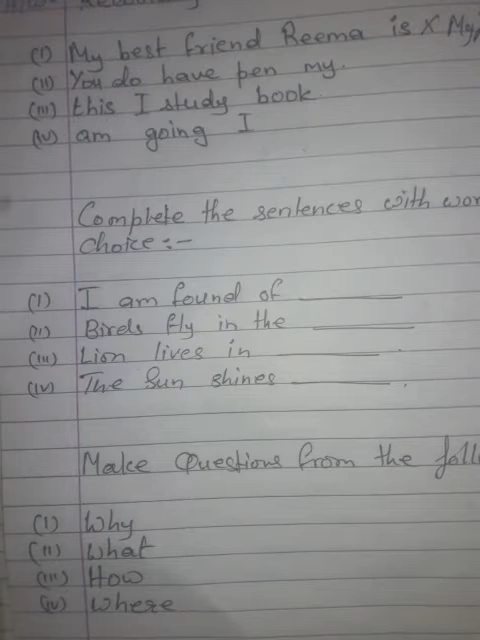 (i) My best friend Reema is x My
(ii) You do have pen my.
(iii) this I study book
(iv) am going I
Complete the sentences with
choice :-
(i) I am found of ________
(ii) Birds fly in the ________
(iii) Lion lives in ________.
(iv) The Sun shines ________.
Make Questions from the
(i) Why
(ii) What
(iii) How
(iv) Where